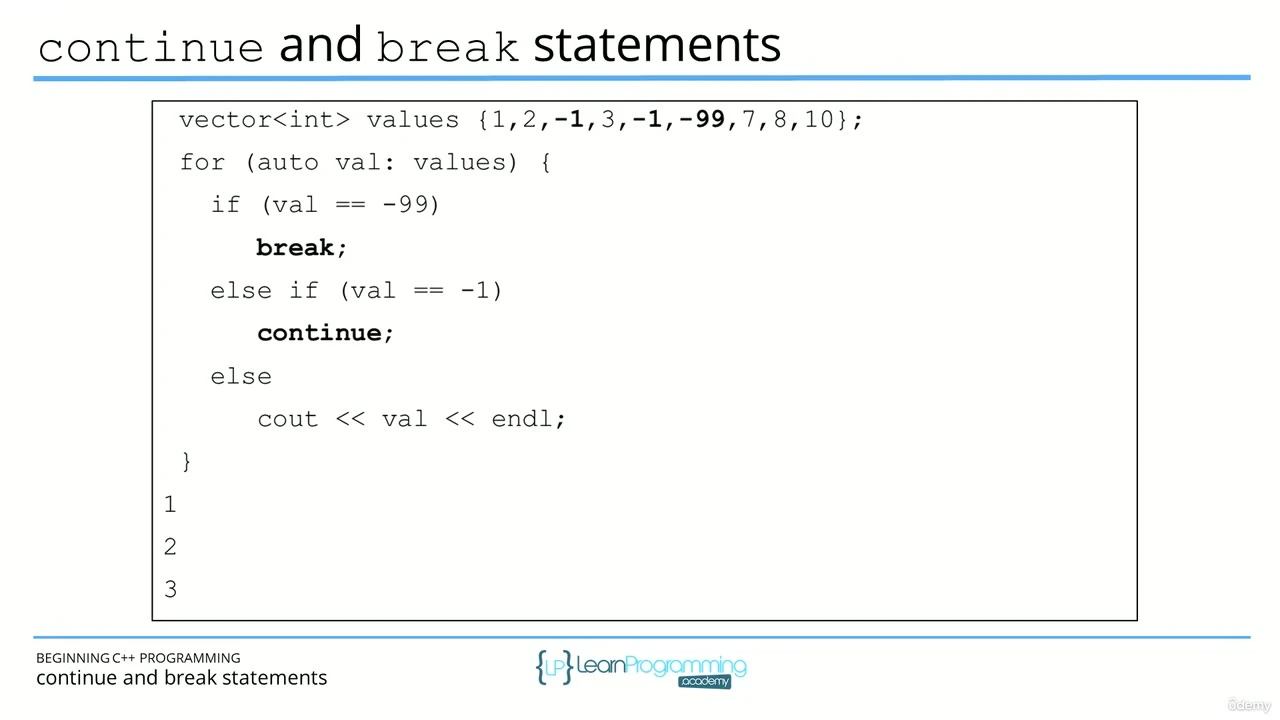 continue and break statements
vector<int> values {1,2,-1,3,-1,-99,7,8,10};
for (auto val: values) {
if (val == -99)
break;
else if (val == -1)
continue;
else
cout << val << endl;
}
1
2
3
BEGINNING C++ PROGRAMMING
continue and break statements
{LP} LearnProgramming
.academy
ûdemy